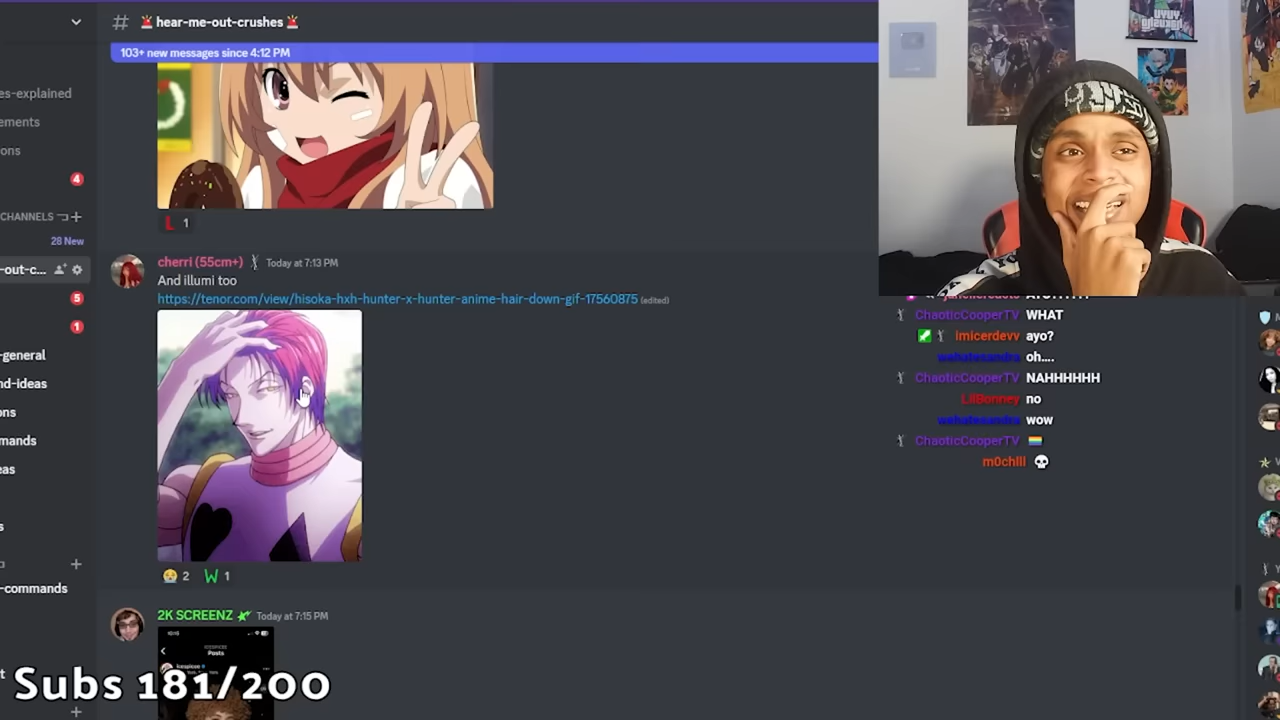 # 🚨 hear-me-out-crushes 🚨
103+ new messages since 4:12 PM
es-explained
ements
ons
4
CHANNELS
28 New
-out-c...
5
1
-general
nd-ideas
ons
mands
eas
s
-commands
L 1
cherri (55cm+) Today at 7:13 PM
And illumi too
https://tenor.com/view/hisoka-hxh-hunter-x-hunter-anime-hair-down-gif-17560875 (edited)
😭 2 W 1
2K SCREENZ Today at 7:15 PM
Posts
ChaoticCooperTV WHAT
imicerdevv ayo?
wehatesandra oh....
ChaoticCooperTV NAHHHHHH
LilBonney no
wehatesandra wow
ChaoticCooperTV 🏳️‍🌈
m0chlll 💀
Subs 181/200